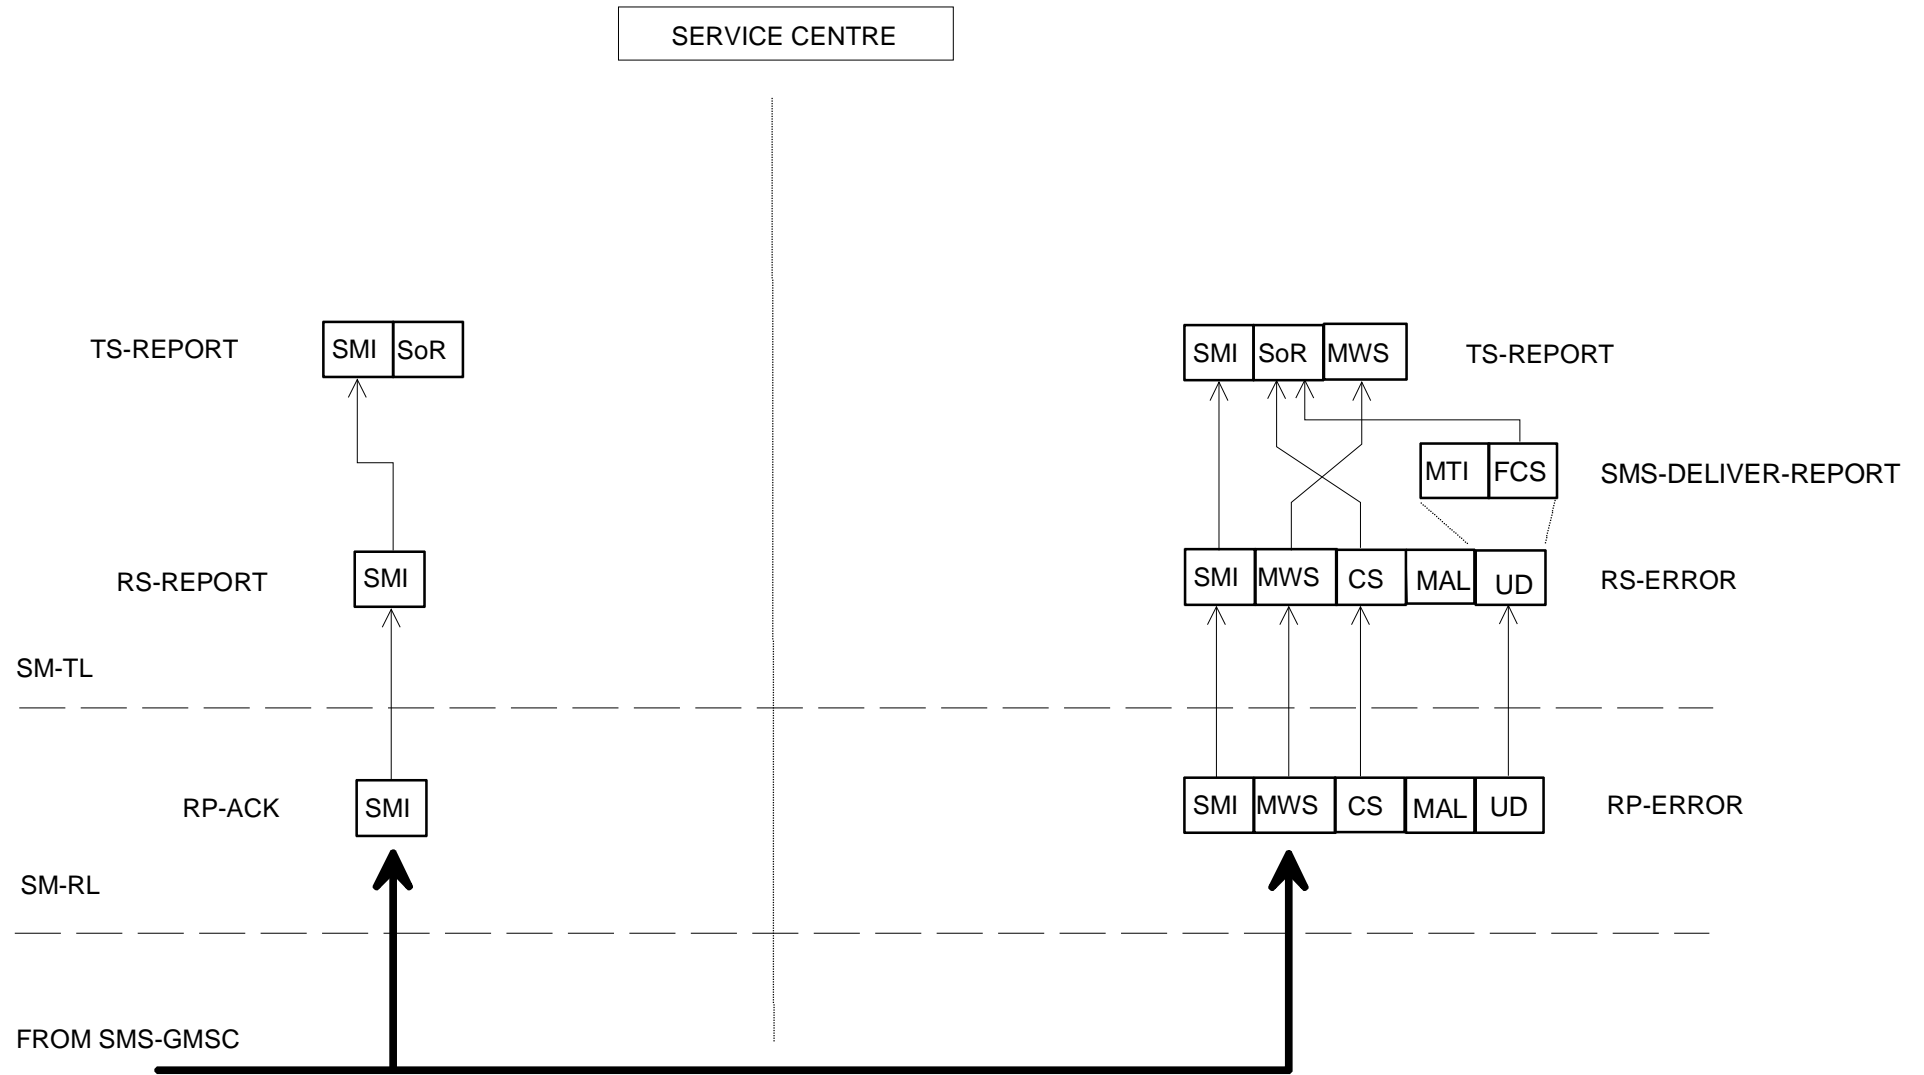 SERVICE CENTRE
TS-REPORT SMI SoR SMI SoR MWS TS-REPORT
MTI FCS SMS-DELIVER-REPORT
RS-REPORT SMI SMI MWS CS MAL UD RS-ERROR
SM-TL
RP-ACK SMI SMI MWS CS MAL UD RP-ERROR
SM-RL
FROM SMS-GMSC